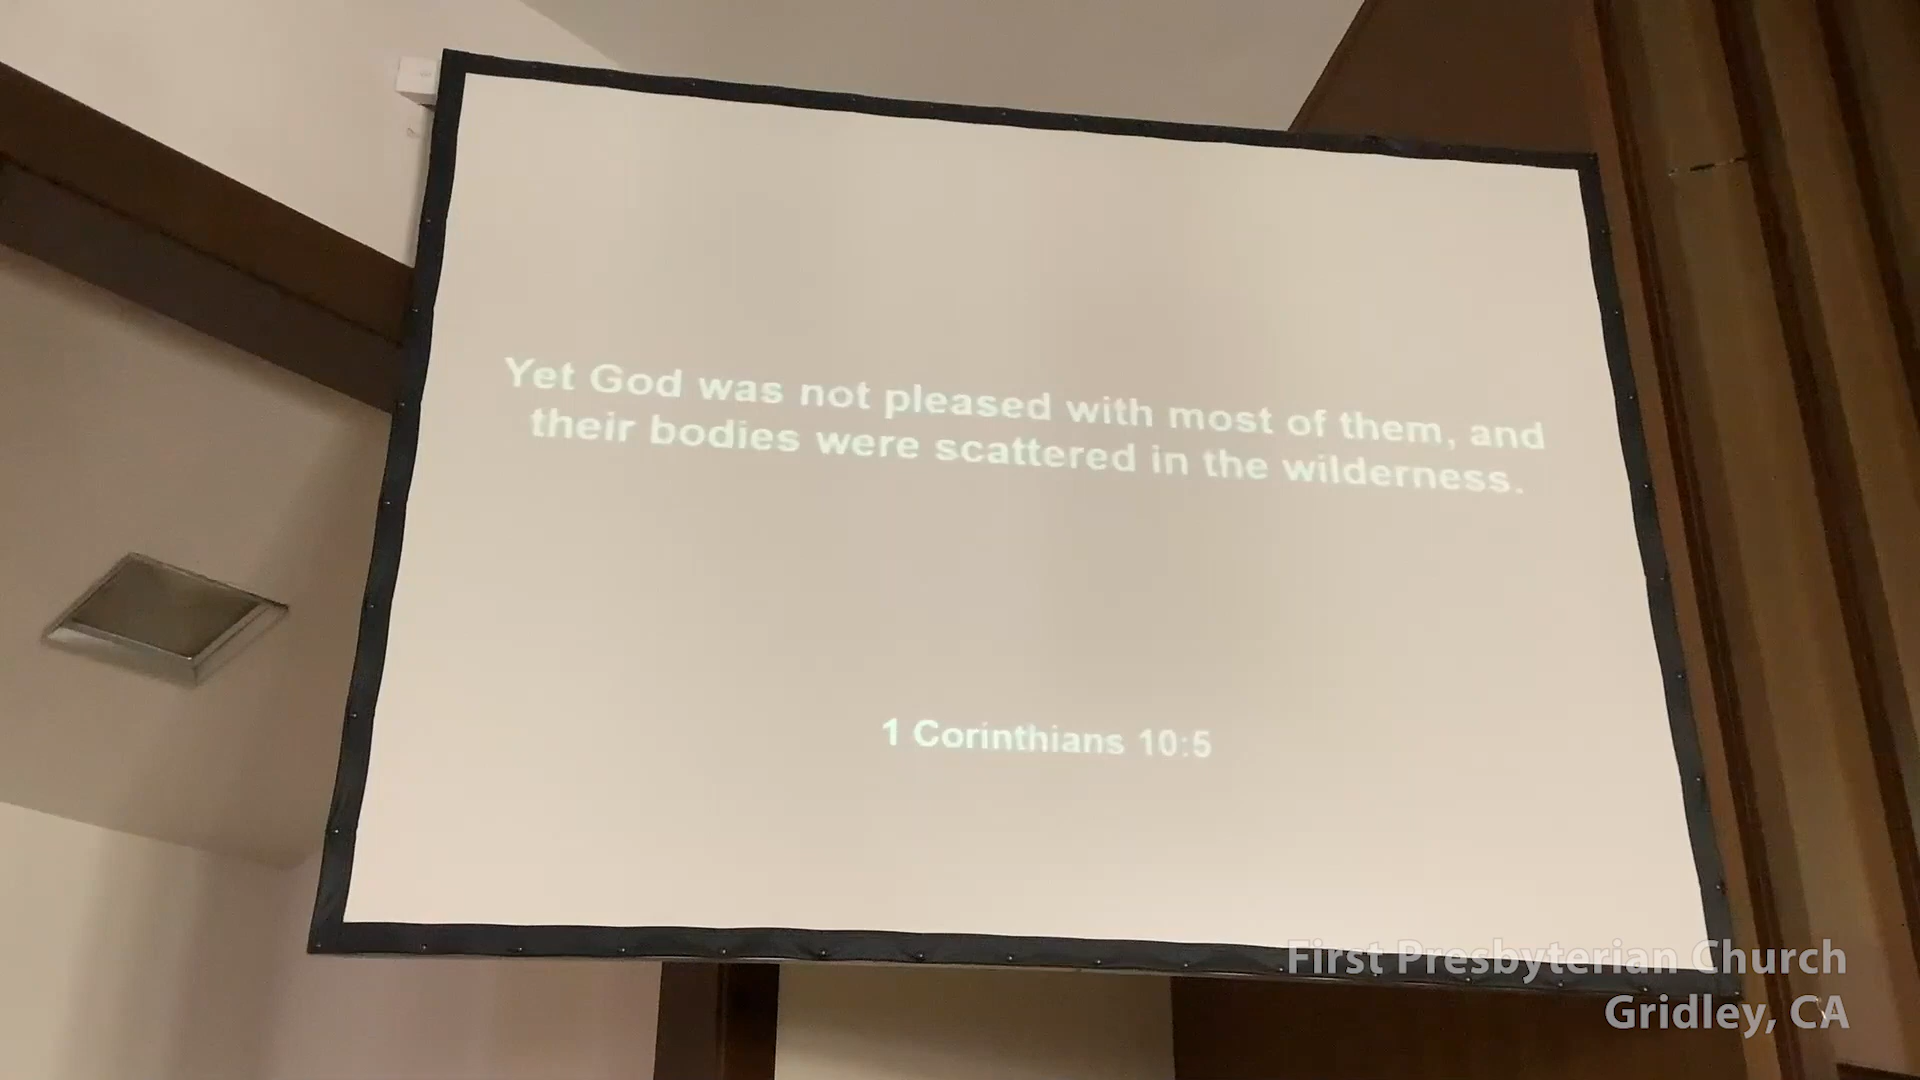 Yet God was not pleased with most of them, and
their bodies were scattered in the wilderness.
1 Corinthians 10:5
First Presbyterian Church
Gridley, CA